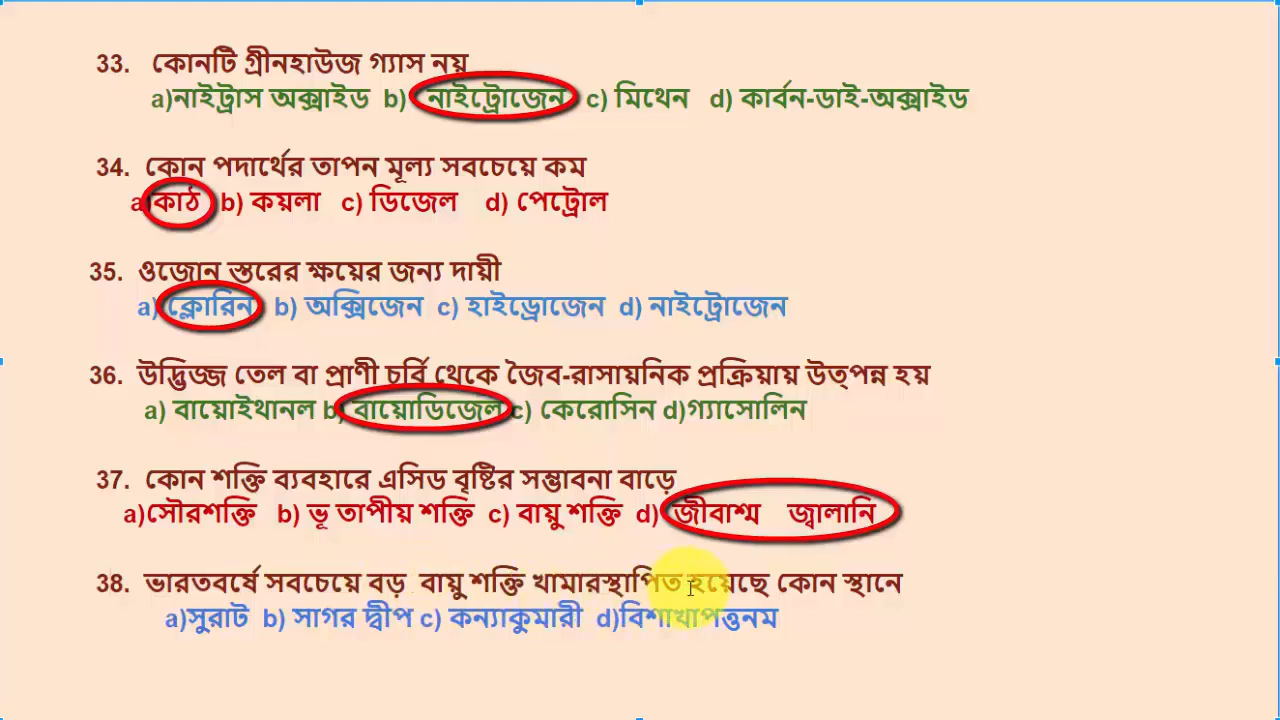 33. কোনটি গ্রীনহাউজ গ্যাস নয়
a)নাইট্রাস অক্সাইড b) নাইট্রোজেন c) মিথেন d) কার্বন-ডাই-অক্সাইড
34. কোন পদার্থের তাপন মূল্য সবচেয়ে কম
a)কাঠ b) কয়লা c) ডিজেল d) পেট্রোল
35. ওজোন স্তরের ক্ষয়ের জন্য দায়ী
a) ক্লোরিন b) অক্সিজেন c) হাইড্রোজেন d) নাইট্রোজেন
36. উদ্ভিজ্জ তেল বা প্রাণী চর্বি থেকে জৈব-রাসায়নিক প্রক্রিয়ায় উত্পন্ন হয়
a) বায়োইথানল b) বায়োডিজেল c) কেরোসিন d)গ্যাসোলিন
37. কোন শক্তি ব্যবহারে এসিড বৃষ্টির সম্ভাবনা বাড়ে
a)সৌরশক্তি b) ভূ তাপীয় শক্তি c) বায়ু শক্তি d) জীবাশ্ম জ্বালানি
38. ভারতবর্ষে সবচেয়ে বড় বায়ু শক্তি খামারস্থাপিত হয়েছে কোন স্থানে
a)সুরাট b) সাগর দ্বীপ c) কন্যাকুমারী d)বিশাখাপত্তনম